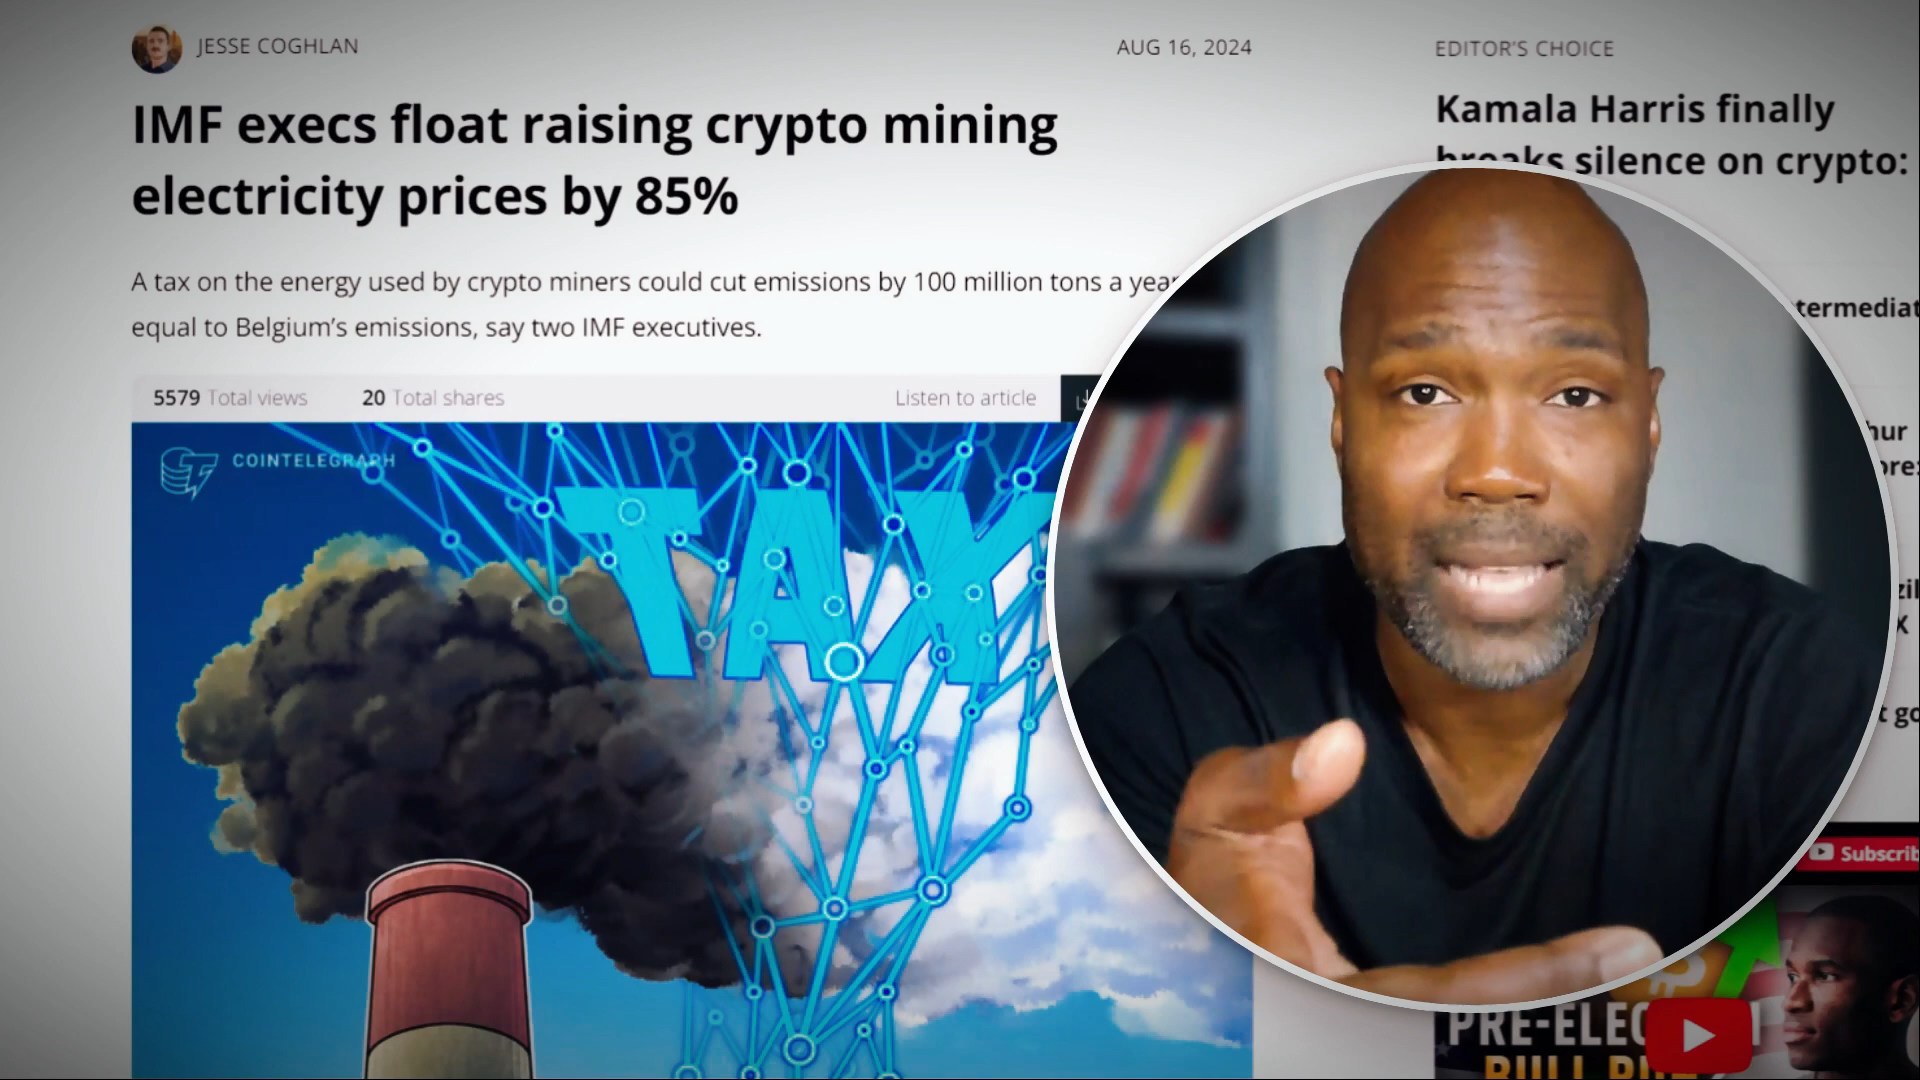 JESSE COGHLAN
AUG 16, 2024
IMF execs float raising crypto mining
electricity prices by 85%
A tax on the energy used by crypto miners could cut emissions by 100 million tons a year
equal to Belgium's emissions, say two IMF executives.
5579 Total views
20 Total shares
Listen to article
COINTELEGRAPH
TAX
EDITOR'S CHOICE
Kamala Harris finally
breaks silence on crypto: